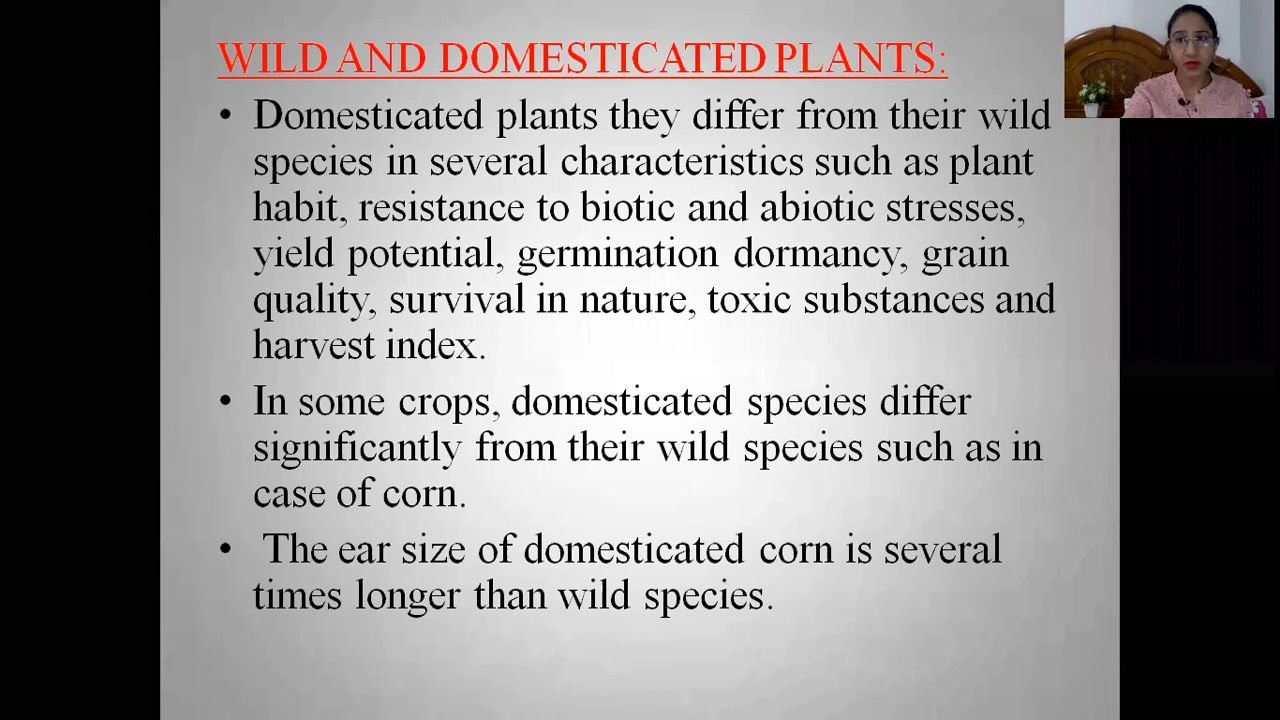 WILD AND DOMESTICATED PLANTS:
• Domesticated plants they differ from their wild
species in several characteristics such as plant
habit, resistance to biotic and abiotic stresses,
yield potential, germination dormancy, grain
quality, survival in nature, toxic substances and
harvest index.
• In some crops, domesticated species differ
significantly from their wild species such as in
case of corn.
• The ear size of domesticated corn is several
times longer than wild species.